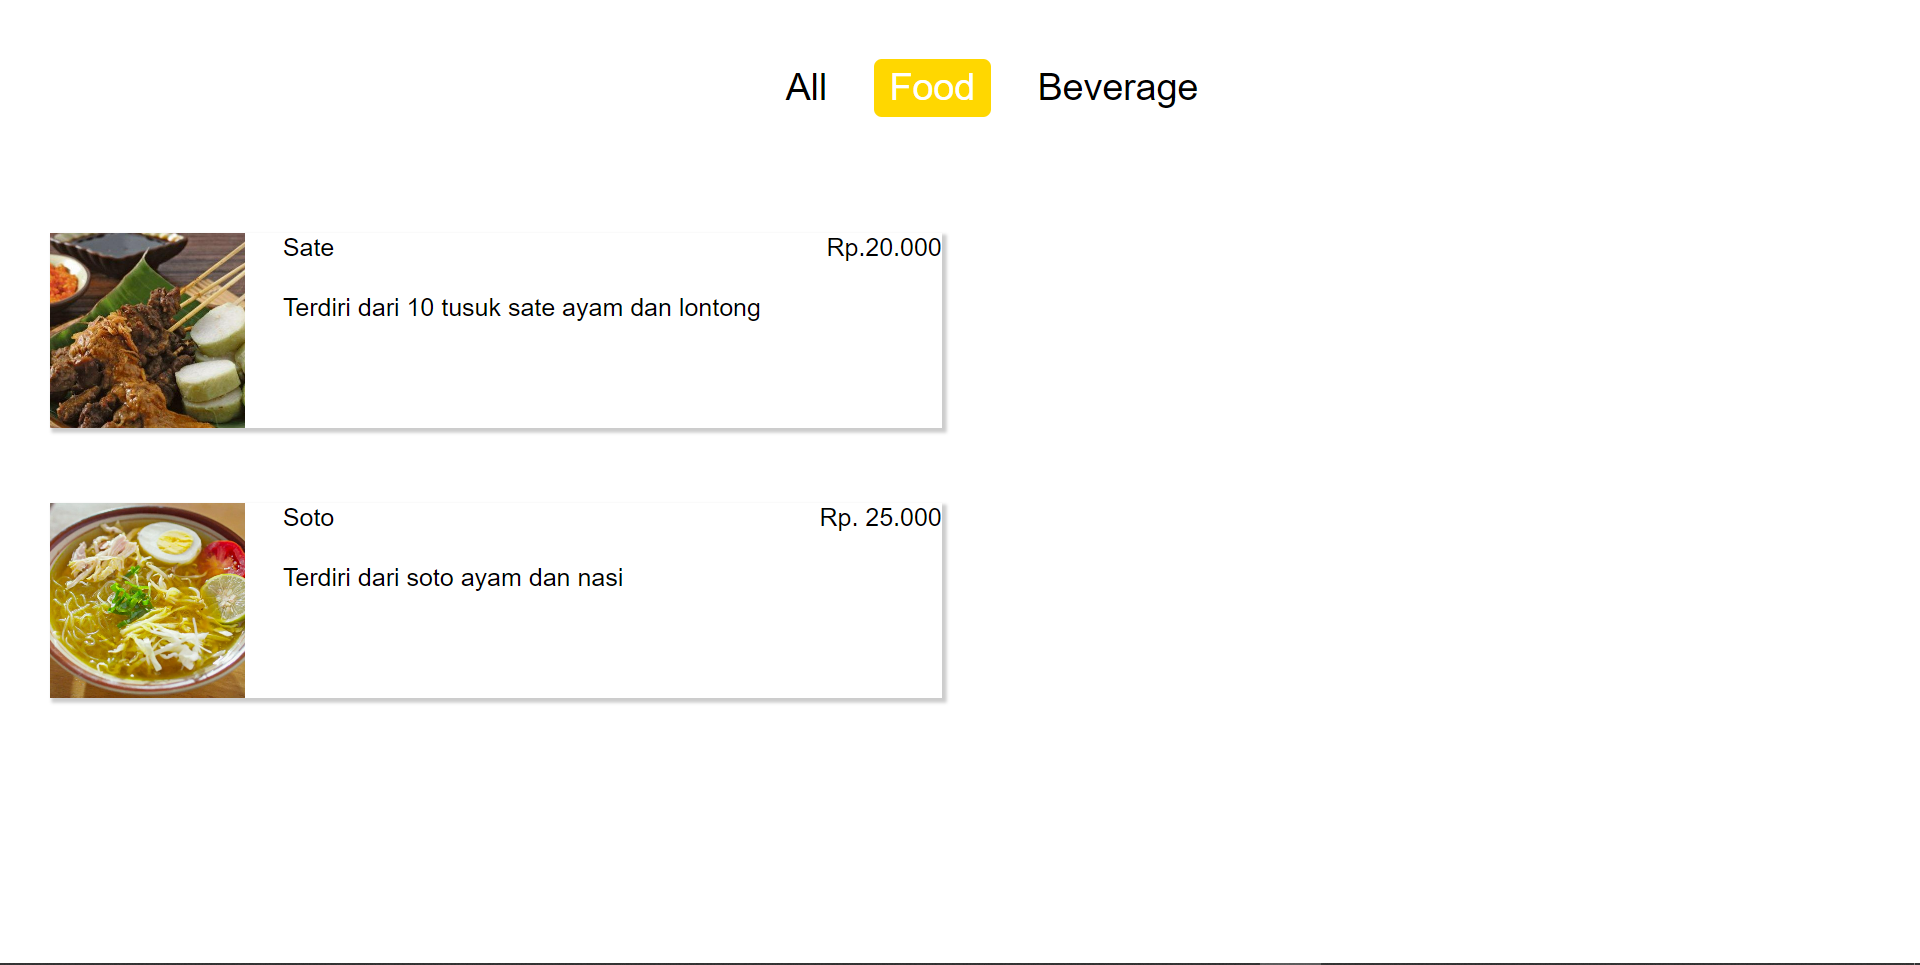 All Food Beverage
Sate Rp.20.000
Terdiri dari 10 tusuk sate ayam dan lontong
Soto Rp. 25.000
Terdiri dari soto ayam dan nasi